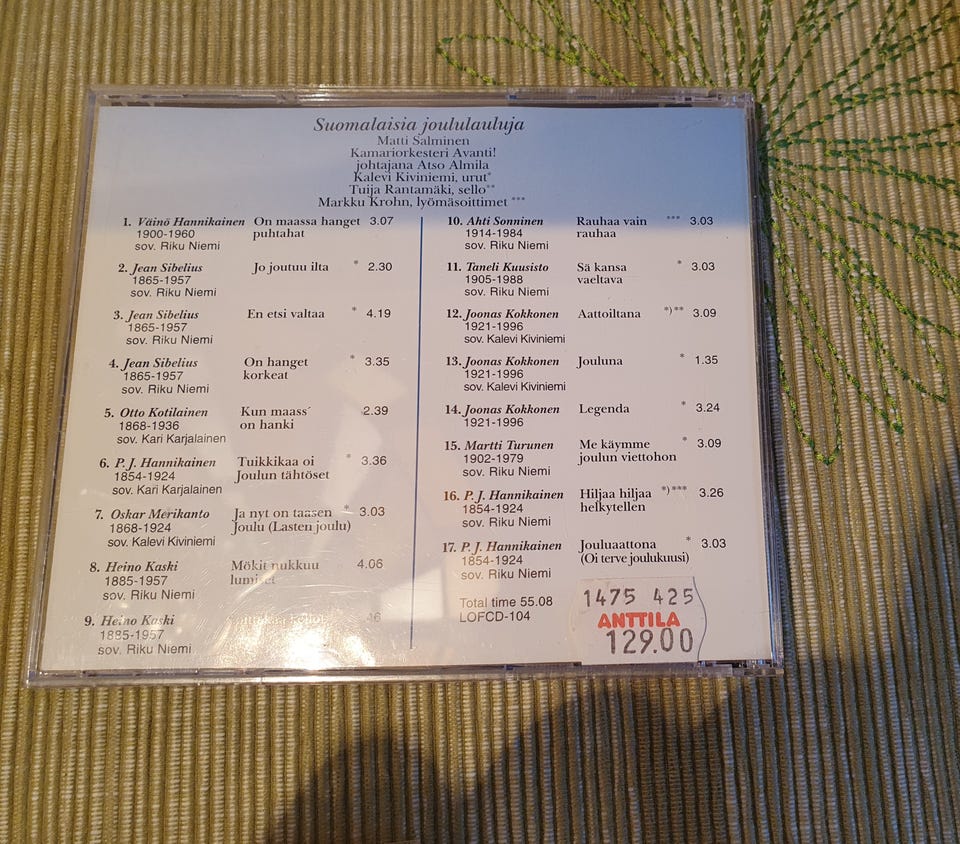 Suomalaisia joululauluja
Matti Salminen
Kamariorkesteri Avanti!
johtajana Atso Almila
Kalevi Kiviniemi, urut*
Tuija Rantamäki, sello**
Markku Krohn, lyömäsoittimet ***
1. Väinö Hannikainen On maassa hanget 3.07
1900-1960 puhtahat
sov. Riku Niemi
2. Jean Sibelius Jo joutuu ilta * 2.30
1865-1957
sov. Riku Niemi
3. Jean Sibelius En etsi valtaa * 4.19
1865-1957
sov. Riku Niemi
4. Jean Sibelius On hanget * 3.35
1865-1957 korkeat
sov. Riku Niemi
5. Otto Kotilainen Kun maass´ 2.39
1868-1936 on hanki
sov. Kari Karjalainen
6. P. J. Hannikainen Tuikkikaa oi * 3.36
1854-1924 Joulun tähtöset
sov. Kari Karjalainen
7. Oskar Merikanto Ja nyt on taasen * 3.03
1868-1924 Joulu (Lasten joulu)
sov. Kalevi Kiviniemi
8. Heino Kaski Mökit nukkuu 4.06
1885-1957 lumiset
sov. Riku Niemi
9. Heino Kaski
1885-1957
sov. Riku Niemi
10. Ahti Sonninen Rauhaa vain *** 3.03
1914-1984 rauhaa
sov. Riku Niemi
11. Taneli Kuusisto Sä kansa * 3.03
1905-1988 vaeltava
sov. Riku Niemi
12. Joonas Kokkonen Aattoiltana *)** 3.09
1921-1996
sov. Kalevi Kiviniemi
13. Joonas Kokkonen Jouluna * 1.35
1921-1996
sov. Kalevi Kiviniemi
14. Joonas Kokkonen Legenda * 3.24
1921-1996
15. Martti Turunen Me käymme * 3.09
1902-1979 joulun viettohon
sov. Riku Niemi
16. P. J. Hannikainen Hiljaa hiljaa *)*** 3.26
1854-1924 helkytellen
sov. Riku Niemi
17. P. J. Hannikainen Jouluaattona * 3.03
1854-1924 (Oi terve joulukuusi)
sov. Riku Niemi
Total time 55.08
LOFCD-104
1475 425
ANTTILA
129.00